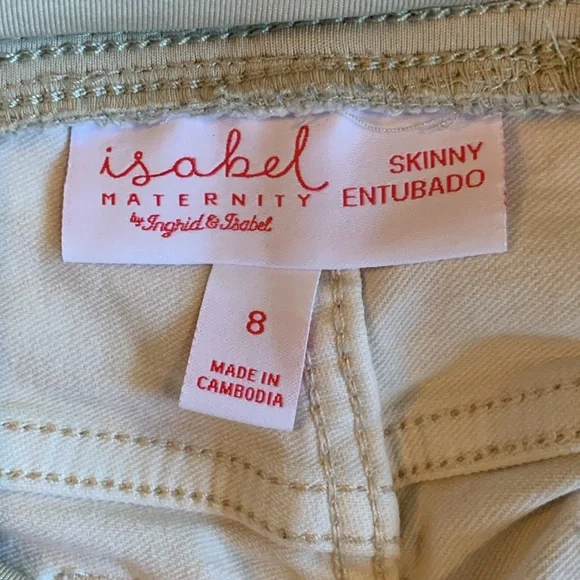 isabel
MATERNITY
by Ingrid & Isabel
SKINNY
ENTUBADO
8
MADE IN
CAMBODIA